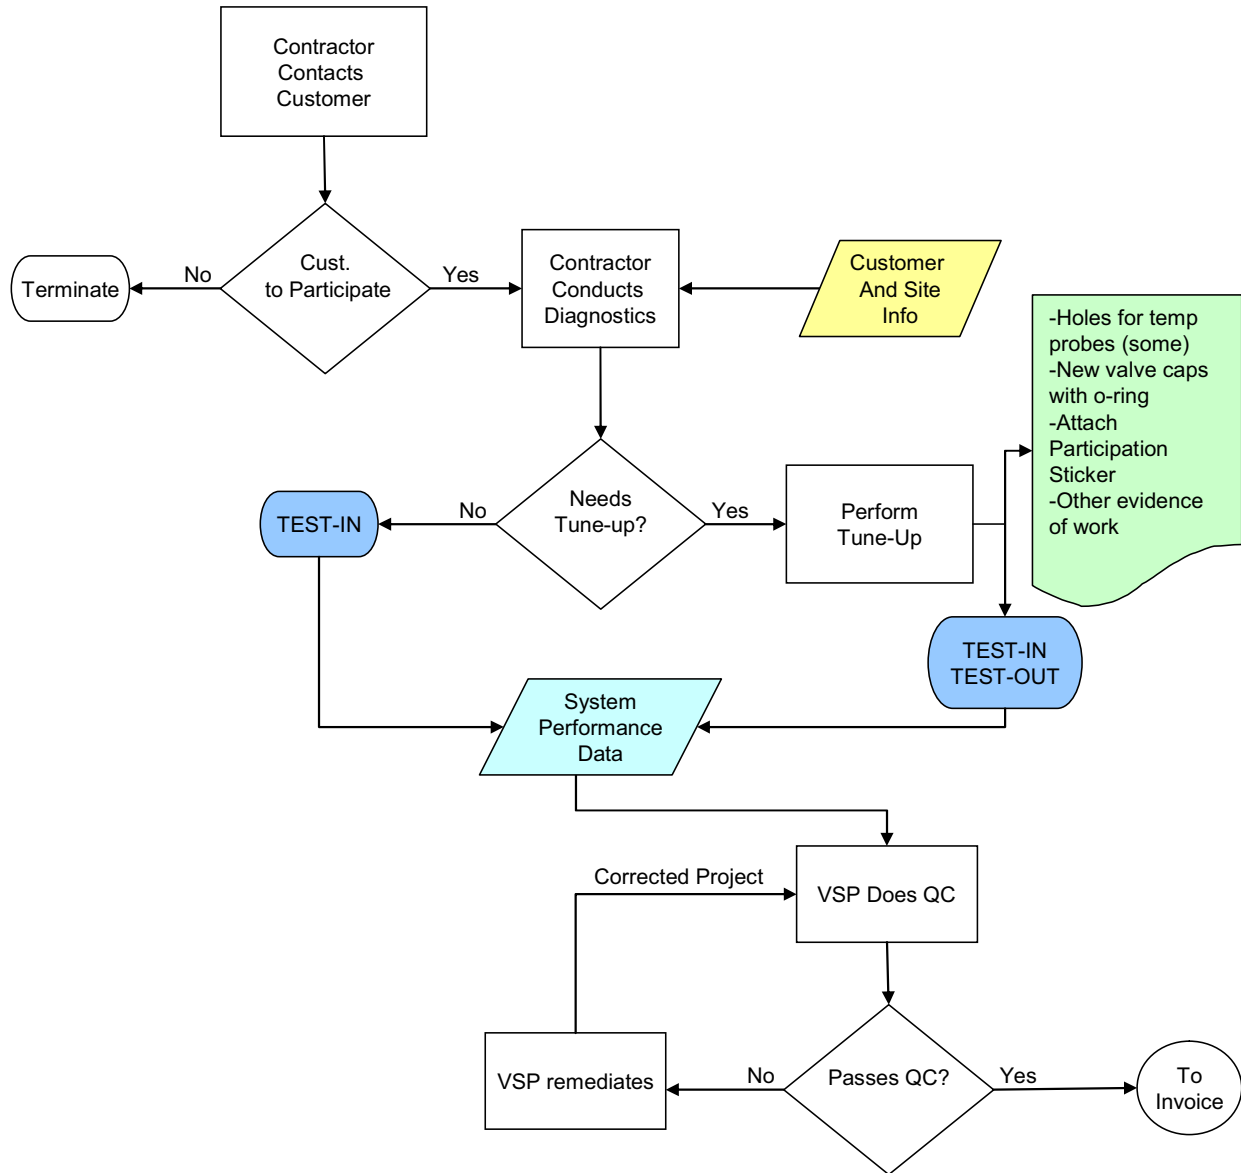 Contractor
Contacts
Customer
Cust.
to Participate
No
Yes
Terminate
Contractor
Conducts
Diagnostics
Customer
And Site
Info
-Holes for temp
probes (some)
-New valve caps
with o-ring
-Attach
Participation
Sticker
-Other evidence
of work
Needs
Tune-up?
No
Yes
TEST-IN
Perform
Tune-Up
TEST-IN
TEST-OUT
System
Performance
Data
Corrected Project
VSP Does QC
VSP remediates
No
Passes QC?
Yes
To
Invoice